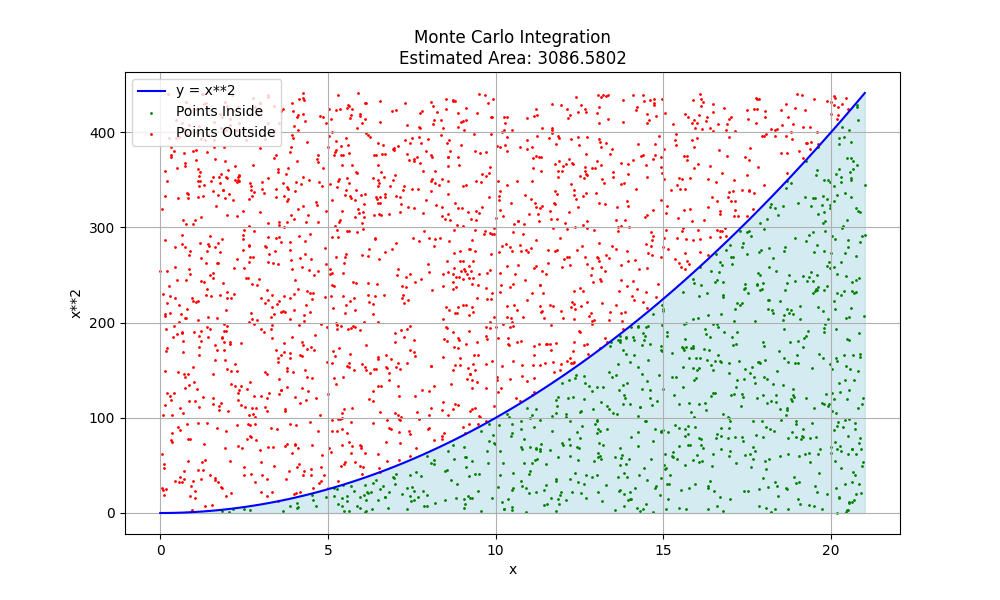 Monte Carlo Integration
Estimated Area: 3086.5802
y = x**2
Points Inside
Points Outside
400
300
200
100
0
x**2
0 5 10 15 20
x